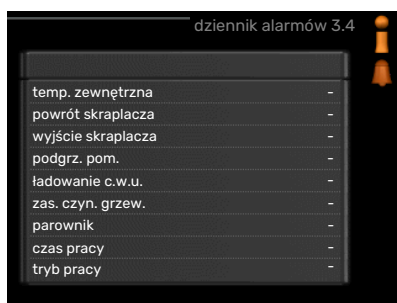 dziennik alarmów 3.4
temp. zewnętrzna -
powrót skraplacza -
wyjście skraplacza -
podgrz. pom. -
ładowanie c.w.u. -
zas. czyn. grzew. -
parownik -
czas pracy -
tryb pracy -